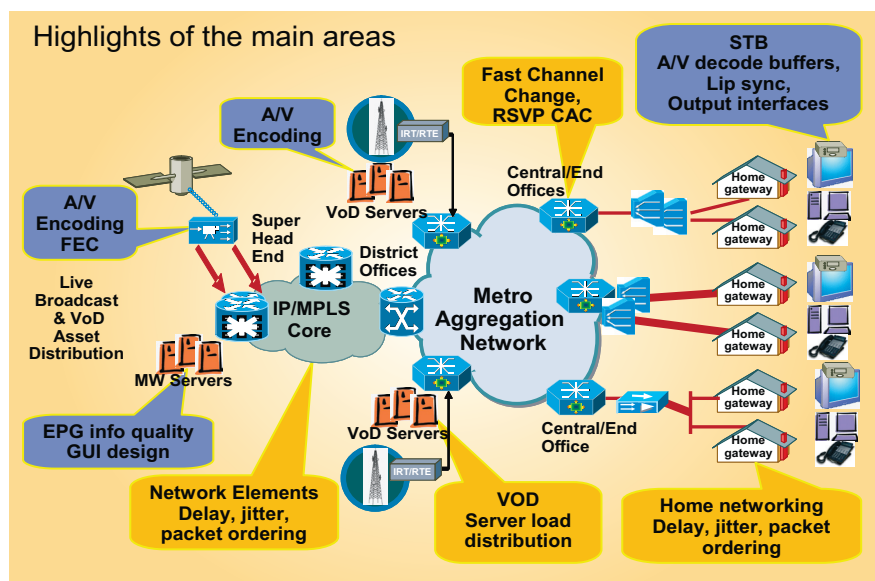 Highlights of the main areas
STB
A/V decode buffers,
Lip sync,
Output interfaces
Fast Channel
Change,
RSVP CAC
A/V
Encoding
IRT/RTE
VoD Servers
Central/End
Offices
Home
gateway
Home
gateway
A/V
Encoding
FEC
Super
Head
End
District
Offices
Live
Broadcast
& VoD
Asset
Distribution
IP/MPLS
Core
Metro
Aggregation
Network
Home
gateway
Home
gateway
MW Servers
EPG info quality
GUI design
VoD Servers
IRT/RTE
Central/End
Office
Home
gateway
Home
gateway
Network Elements
Delay, jitter,
packet ordering
VOD
Server load
distribution
Home networking
Delay, jitter, packet
ordering